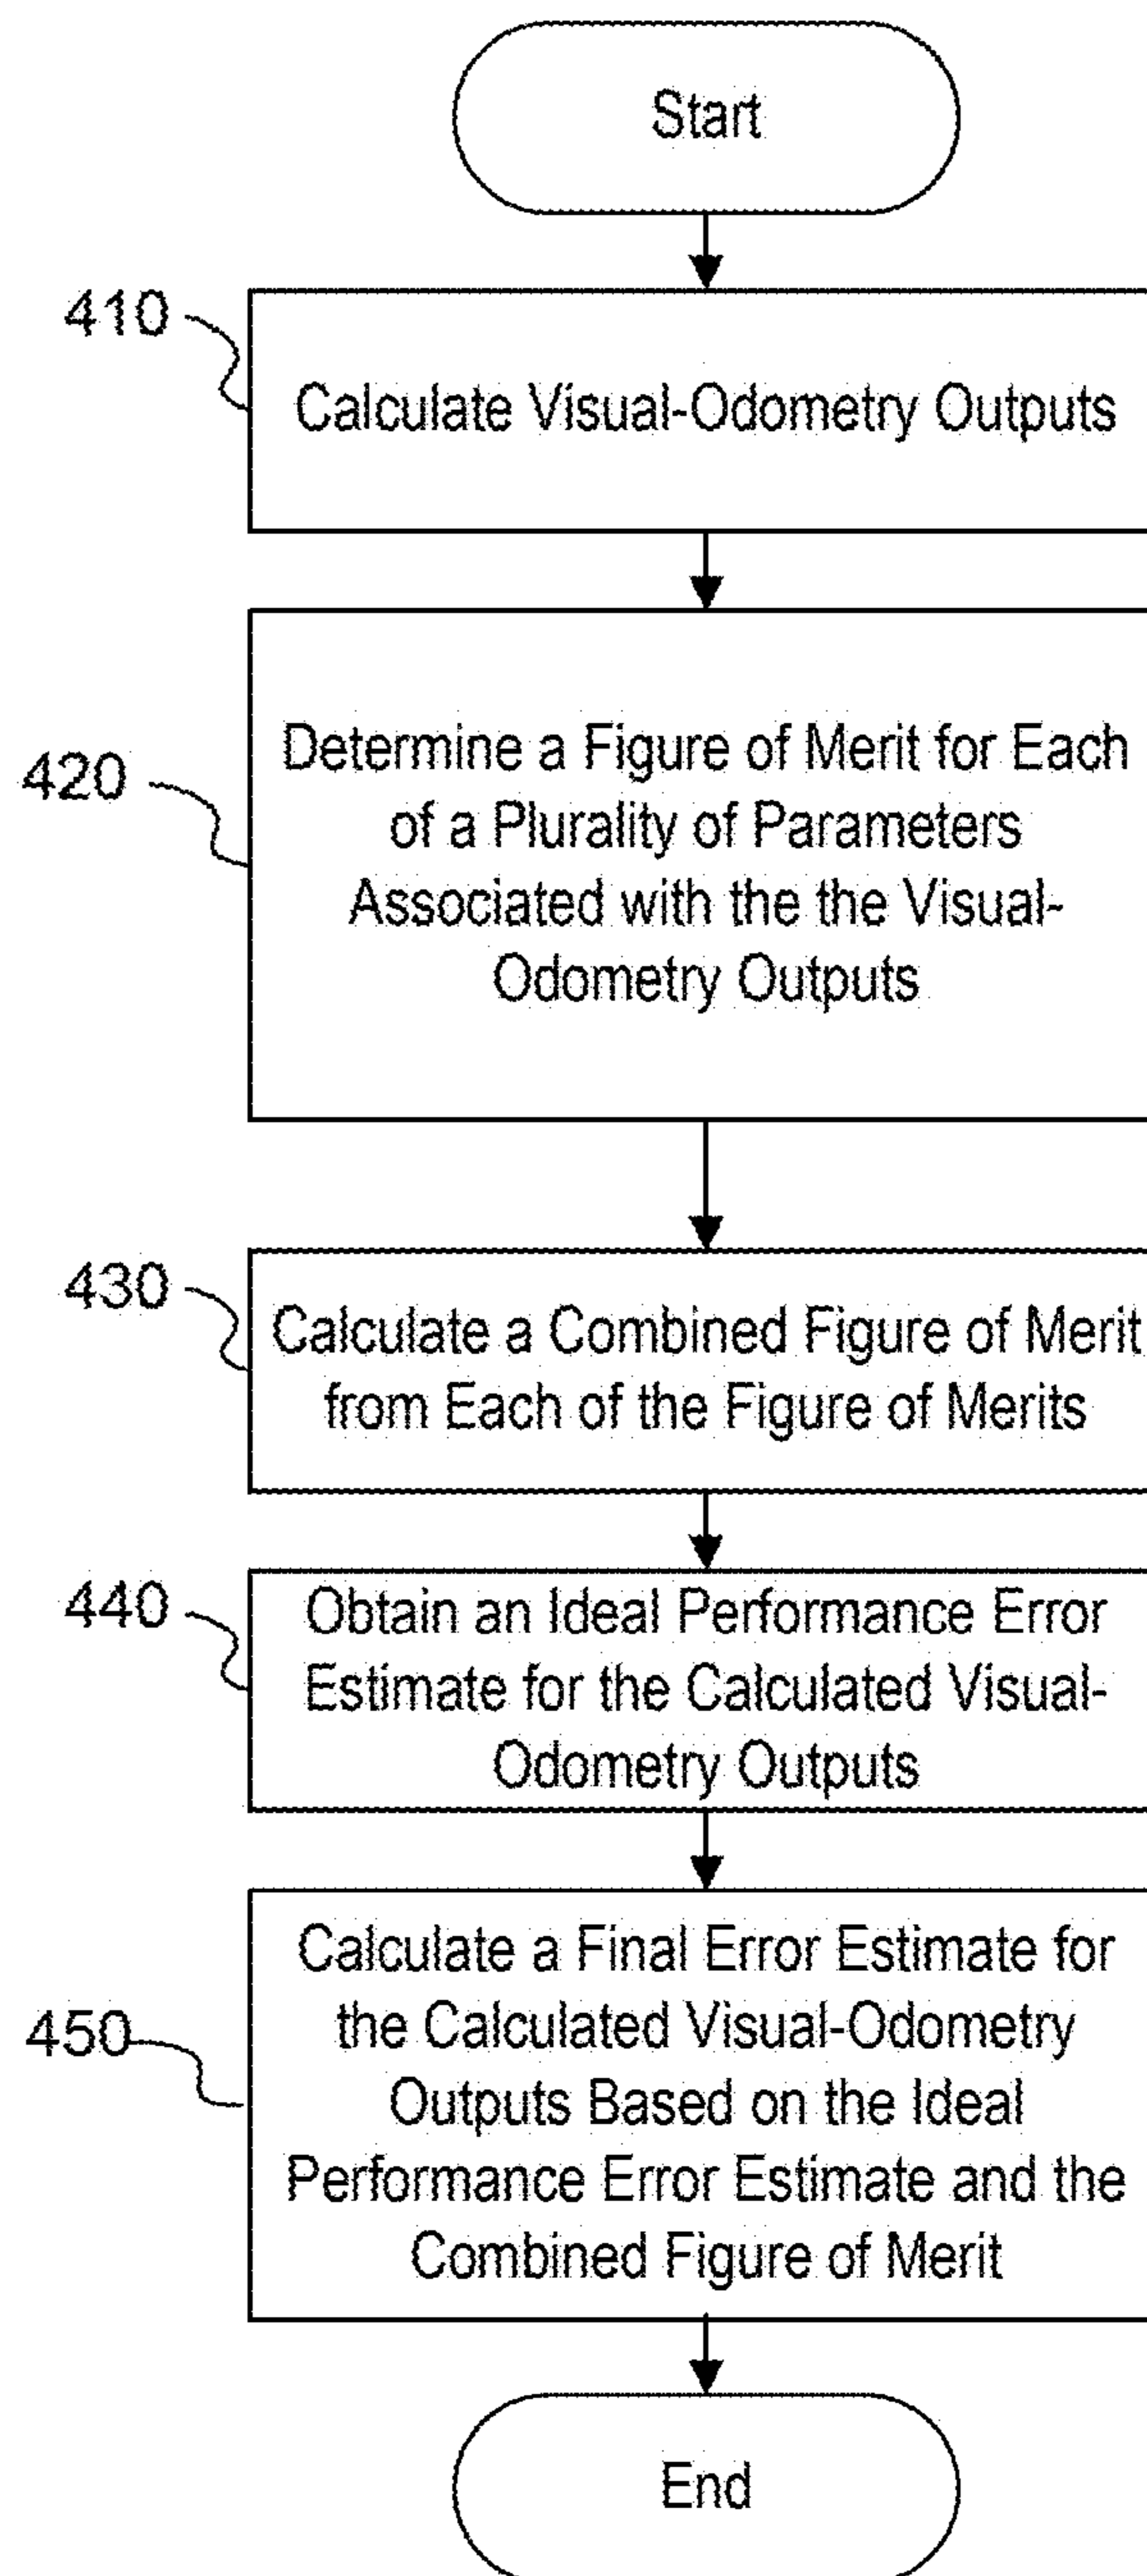 Start
410
Calculate Visual-Odometry Outputs
420
Determine a Figure of Merit for Each
of a Plurality of Parameters
Associated with the the Visual-
Odometry Outputs
430
Calculate a Combined Figure of Merit
from Each of the Figure of Merits
440
Obtain an Ideal Performance Error
Estimate for the Calculated Visual-
Odometry Outputs
450
Calculate a Final Error Estimate for
the Calculated Visual-Odometry
Outputs Based on the Ideal
Performance Error Estimate and the
Combined Figure of Merit
End